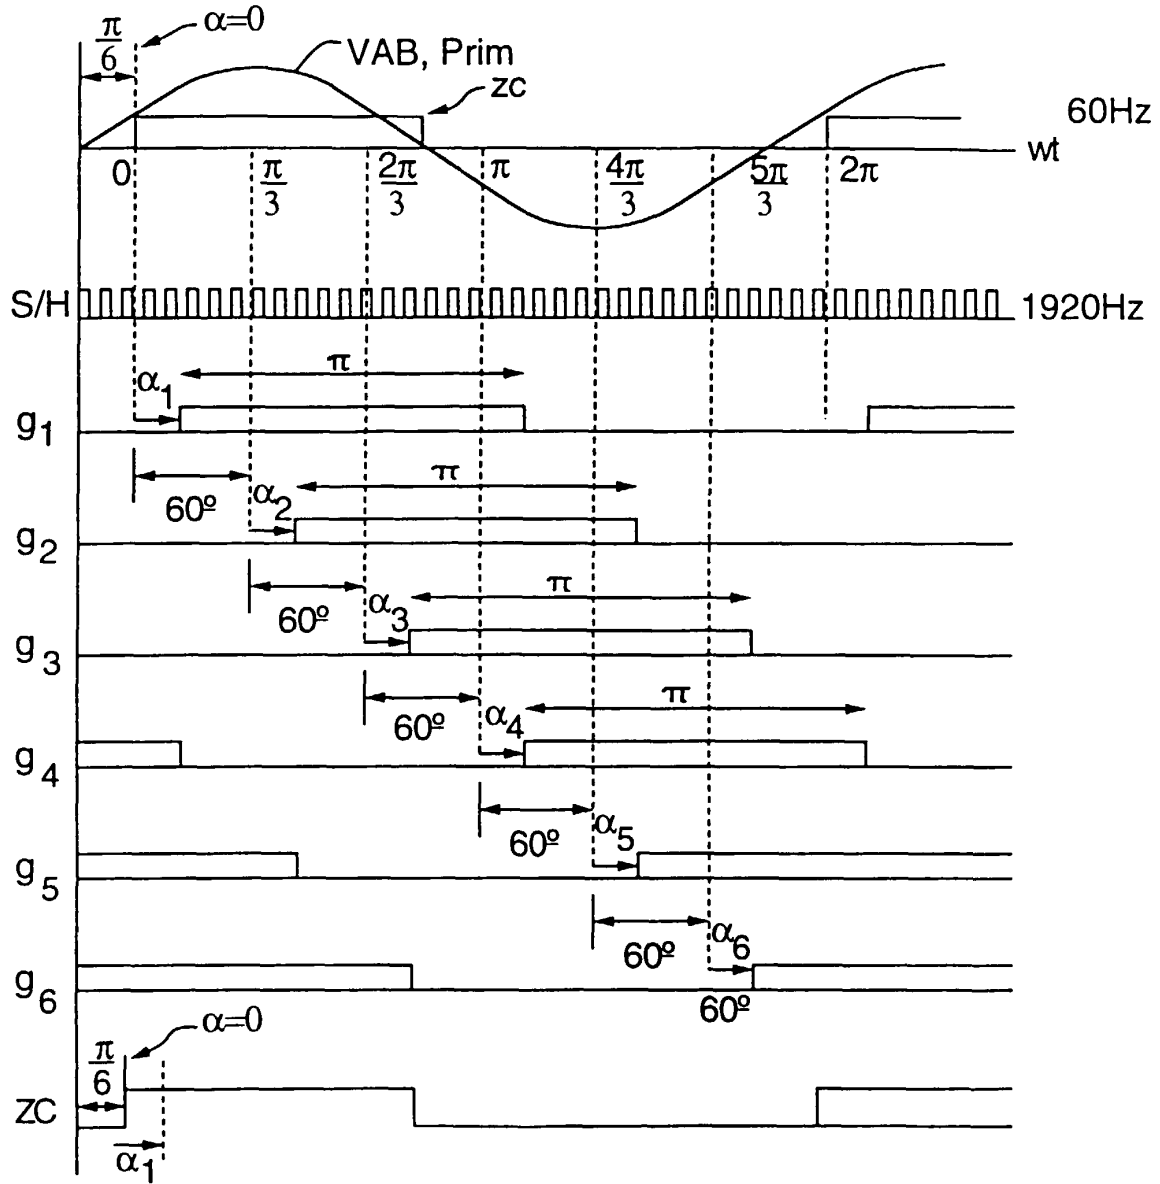 π/6 α=0
VAB, Prim
zc
60Hz
wt
0 π/3 2π/3 π 4π/3 5π/3 2π
S/H 1920Hz
π
α1
g1
60º
π
α2
g2
60º
π
α3
g3
60º
π
α4
g4
60º
α5
g5
60º
α6
g6
60º
α=0
π/6
ZC
α1